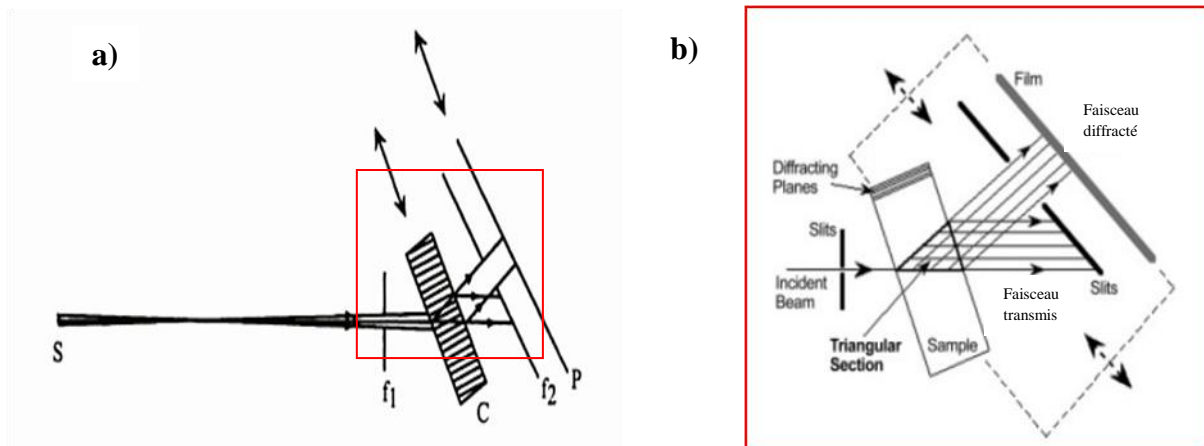 a)
S
f1
C
f2
P
b)
Film
Faisceau
diffracté
Diffracting
Planes
Slits
Incident
Beam
Slits
Faisceau
transmis
Triangular
Section
Sample